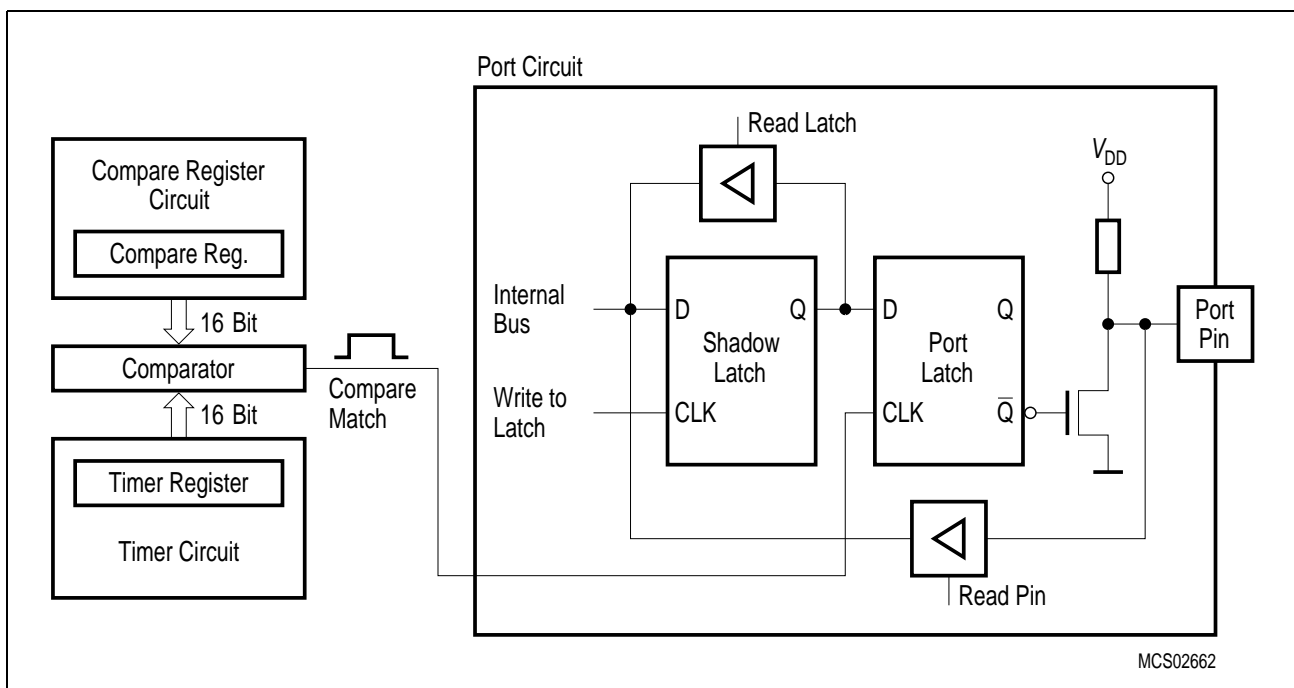 Port Circuit
Compare Register
Circuit
Compare Reg.
16 Bit
Comparator
16 Bit
Timer Register
Timer Circuit
Compare
Match
Read Latch
Internal
Bus
Write to
Latch
D
Q
Shadow
Latch
CLK
D
Q
Port
Latch
CLK
Q̅
VDD
Port
Pin
Read Pin
MCS02662